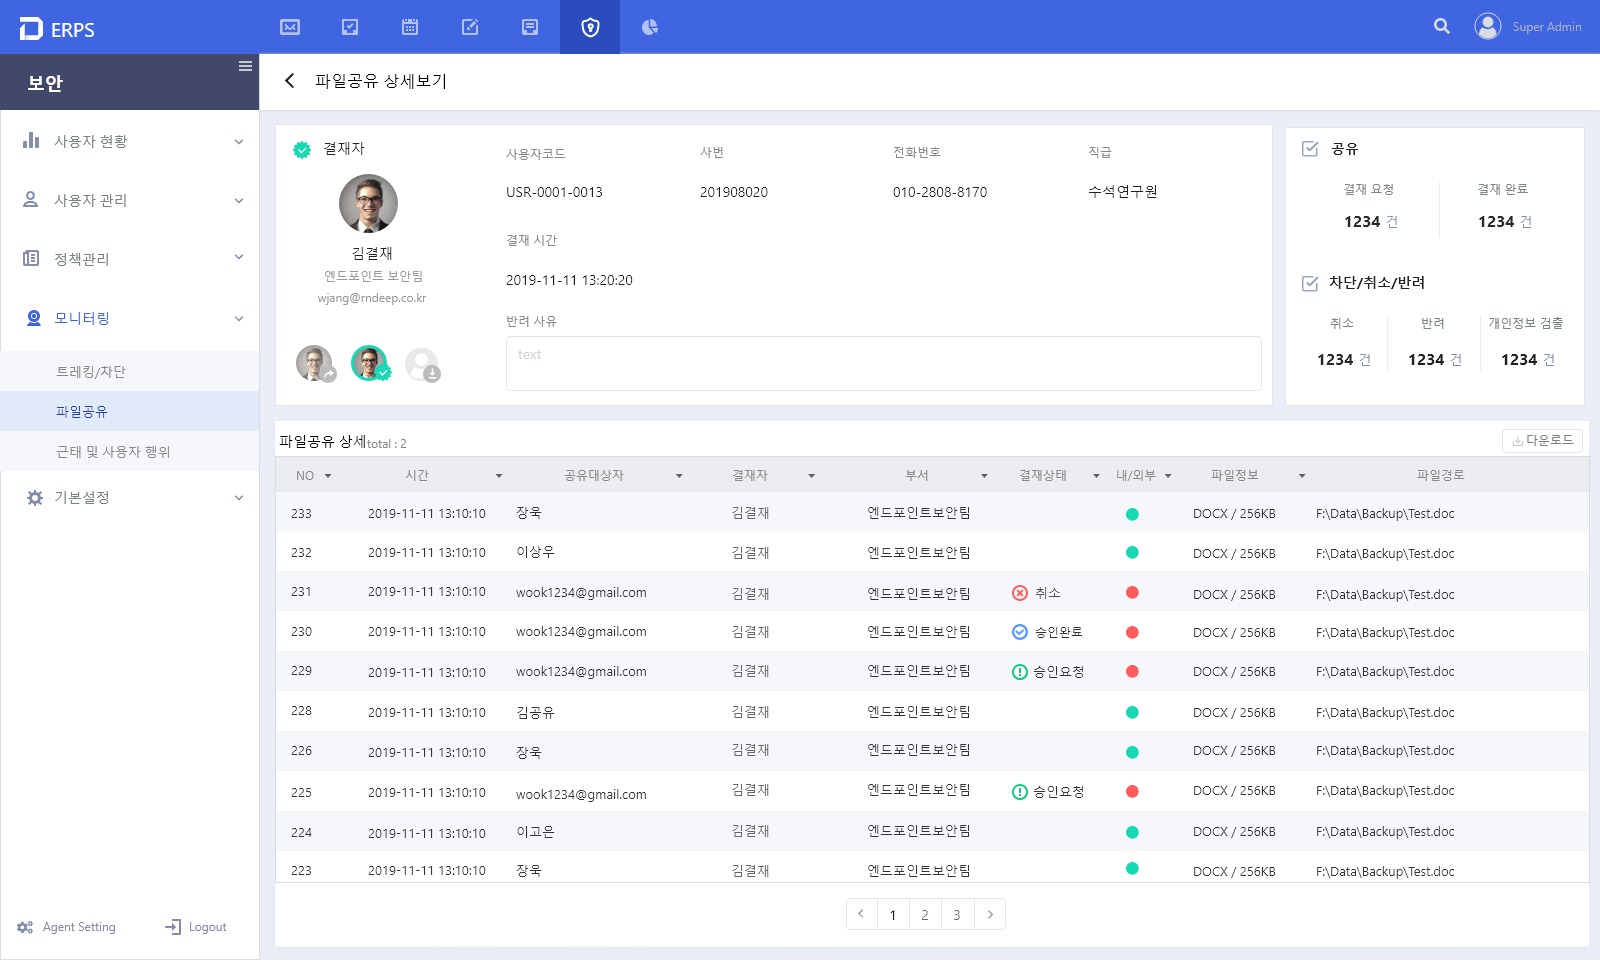 ERPS
Super Admin
보안
파일공유 상세보기
사용자 현황
사용자 관리
정책관리
모니터링
트레킹/차단
파일공유
근태 및 사용자 행위
기본설정
Agent Setting
Logout
결재자
김결재
엔드포인트 보안팀
wjang@rndeep.co.kr
사용자코드 사번 전화번호 직급
USR-0001-0013 201908020 010-2808-8170 수석연구원
결재 시간
2019-11-11 13:20:20
반려 사유
text
공유
결재 요청 결재 완료
1234 건 1234 건
차단/취소/반려
취소 반려 개인정보 검출
1234 건 1234 건 1234 건
파일공유 상세 total : 2
다운로드
NO 시간 공유대상자 결재자 부서 결재상태 내/외부 파일정보 파일경로
233 2019-11-11 13:10:10 장욱 김결재 엔드포인트보안팀 DOCX / 256KB F:\Data\Backup\Test.doc
232 2019-11-11 13:10:10 이상우 김결재 엔드포인트보안팀 DOCX / 256KB F:\Data\Backup\Test.doc
231 2019-11-11 13:10:10 wook1234@gmail.com 김결재 엔드포인트보안팀 취소 DOCX / 256KB F:\Data\Backup\Test.doc
230 2019-11-11 13:10:10 wook1234@gmail.com 김결재 엔드포인트보안팀 승인완료 DOCX / 256KB F:\Data\Backup\Test.doc
229 2019-11-11 13:10:10 wook1234@gmail.com 김결재 엔드포인트보안팀 승인요청 DOCX / 256KB F:\Data\Backup\Test.doc
228 2019-11-11 13:10:10 김공유 김결재 엔드포인트보안팀 DOCX / 256KB F:\Data\Backup\Test.doc
226 2019-11-11 13:10:10 장욱 김결재 엔드포인트보안팀 DOCX / 256KB F:\Data\Backup\Test.doc
225 2019-11-11 13:10:10 wook1234@gmail.com 김결재 엔드포인트보안팀 승인요청 DOCX / 256KB F:\Data\Backup\Test.doc
224 2019-11-11 13:10:10 이고은 김결재 엔드포인트보안팀 DOCX / 256KB F:\Data\Backup\Test.doc
223 2019-11-11 13:10:10 장욱 김결재 엔드포인트보안팀 DOCX / 256KB F:\Data\Backup\Test.doc
1 2 3